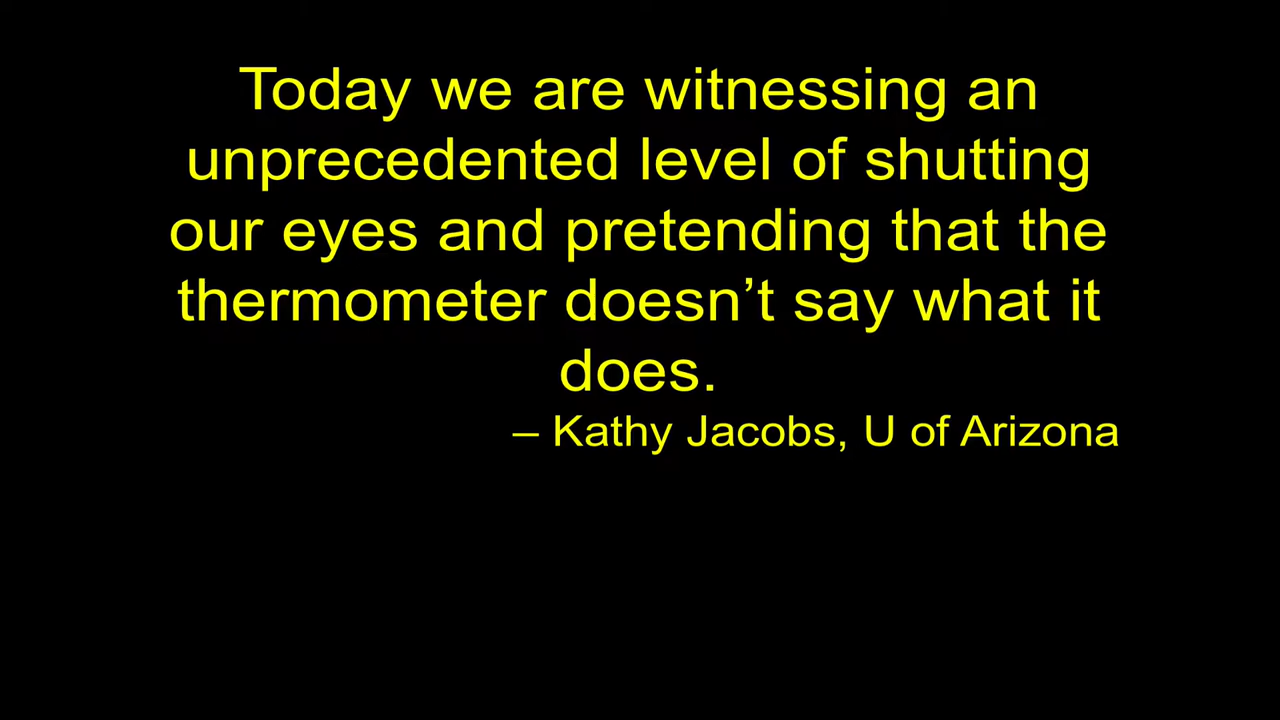 Today we are witnessing an
unprecedented level of shutting
our eyes and pretending that the
thermometer doesn’t say what it
does.
– Kathy Jacobs, U of Arizona